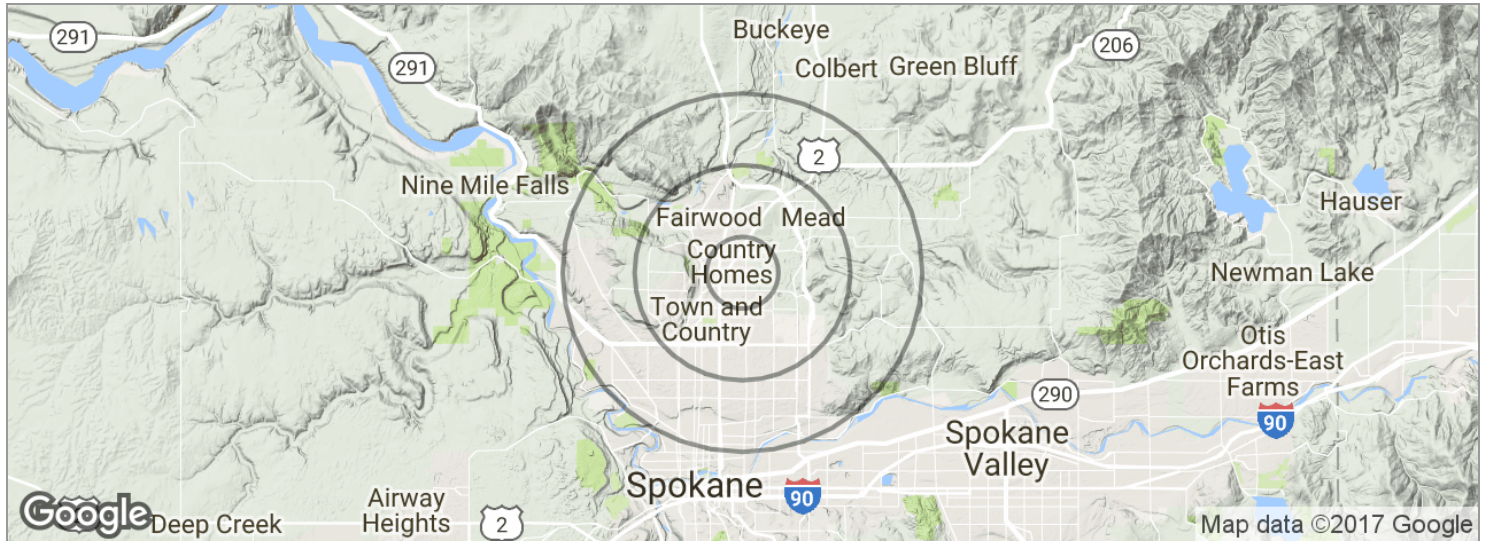 Buckeye
291
206
291
Colbert
Green Bluff
2
Nine Mile Falls
Hauser
Fairwood
Mead
Country
Homes
Newman Lake
Town and
Country
Otis
Orchards-East
Farms
290
90
Spokane
Valley
Spokane
90
Airway
Heights
2
Google
Deep Creek
Map data ©2017 Google